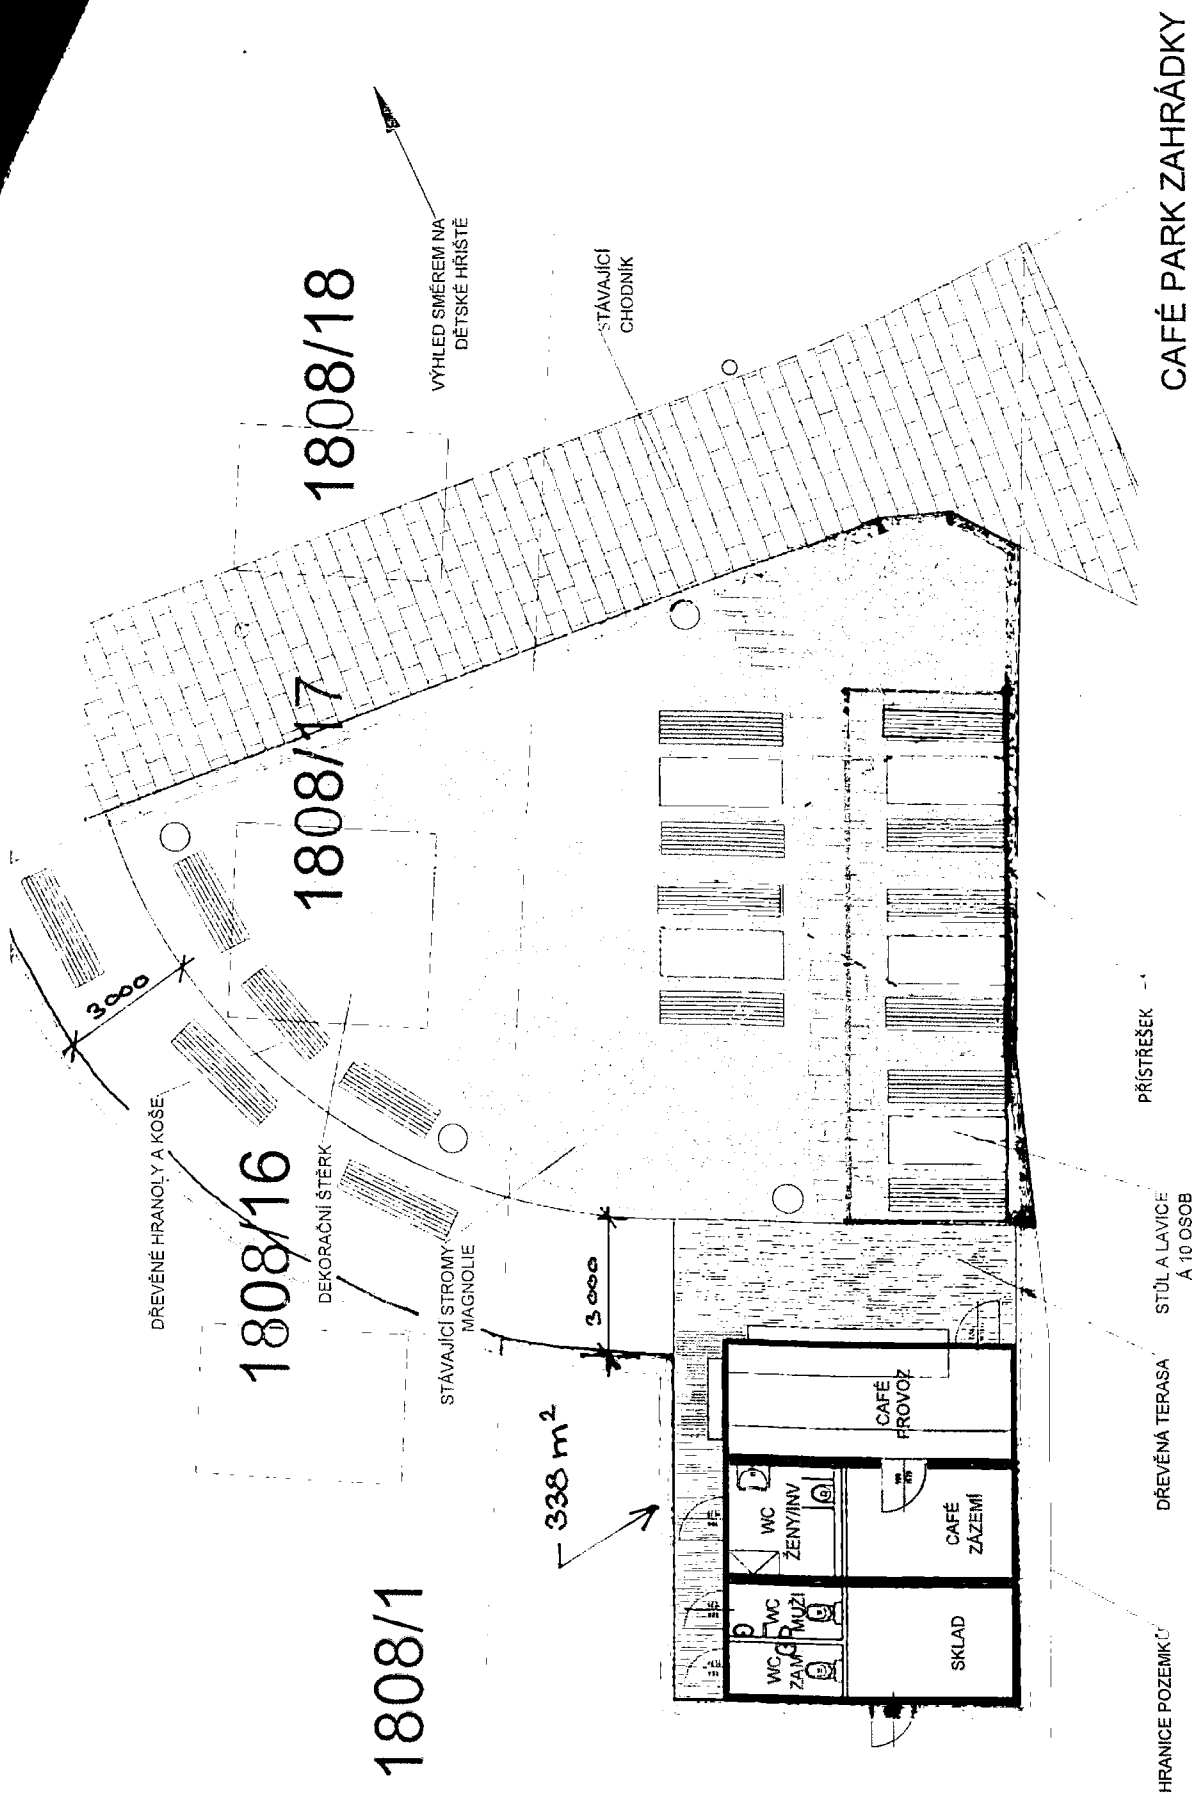 CAFÉ PARK ZAHRÁDKY
VÝHLED SMĚREM NA
DĚTSKÉ HŘIŠTĚ
STÁVAJÍCÍ
CHODNÍK
1808/18
1808/17
1808/16
1808/1
3000
DŘEVĚNÉ HRANOLY A KOŠE
DEKORAČNÍ ŠTĚRK
STÁVAJÍCÍ STROMY
MAGNOLIE
3000
338 m²
CAFÉ
PROVOZ
WC
ŽENY/INV
CAFÉ
ZÁZEMÍ
WC
MUŽI
WC
ZAM
SKLAD
HRANICE POZEMKŮ
DŘEVĚNÁ TERASA
STŮL A LAVICE
Á 10 OSOB
PŘÍSTŘEŠEK